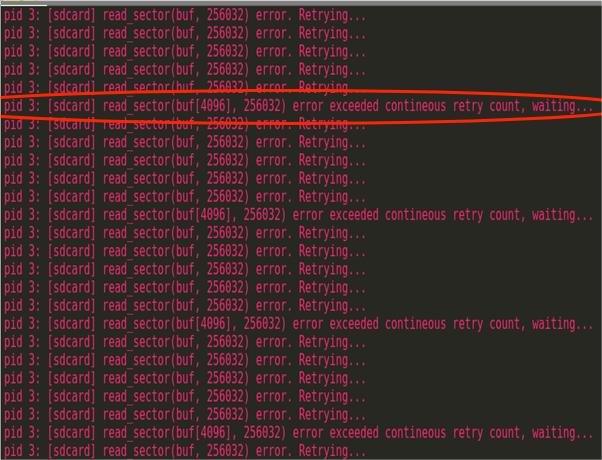 pid 3: [sdcard] read_sector(buf, 256032) error. Retrying...
pid 3: [sdcard] read_sector(buf, 256032) error. Retrying...
pid 3: [sdcard] read_sector(buf, 256032) error. Retrying...
pid 3: [sdcard] read_sector(buf, 256032) error. Retrying...
pid 3: [sdcard] read_sector(buf, 256032) error. Retrying...
pid 3: [sdcard] read_sector(buf[4096], 256032) error exceeded contineous retry count, waiting...
pid 3: [sdcard] read_sector(buf, 256032) error. Retrying...
pid 3: [sdcard] read_sector(buf, 256032) error. Retrying...
pid 3: [sdcard] read_sector(buf, 256032) error. Retrying...
pid 3: [sdcard] read_sector(buf, 256032) error. Retrying...
pid 3: [sdcard] read_sector(buf, 256032) error. Retrying...
pid 3: [sdcard] read_sector(buf[4096], 256032) error exceeded contineous retry count, waiting...
pid 3: [sdcard] read_sector(buf, 256032) error. Retrying...
pid 3: [sdcard] read_sector(buf, 256032) error. Retrying...
pid 3: [sdcard] read_sector(buf, 256032) error. Retrying...
pid 3: [sdcard] read_sector(buf, 256032) error. Retrying...
pid 3: [sdcard] read_sector(buf, 256032) error. Retrying...
pid 3: [sdcard] read_sector(buf[4096], 256032) error exceeded contineous retry count, waiting...
pid 3: [sdcard] read_sector(buf, 256032) error. Retrying...
pid 3: [sdcard] read_sector(buf, 256032) error. Retrying...
pid 3: [sdcard] read_sector(buf, 256032) error. Retrying...
pid 3: [sdcard] read_sector(buf, 256032) error. Retrying...
pid 3: [sdcard] read_sector(buf, 256032) error. Retrying...
pid 3: [sdcard] read_sector(buf[4096], 256032) error exceeded contineous retry count, waiting...
pid 3: [sdcard] read_sector(buf, 256032) error. Retrying...